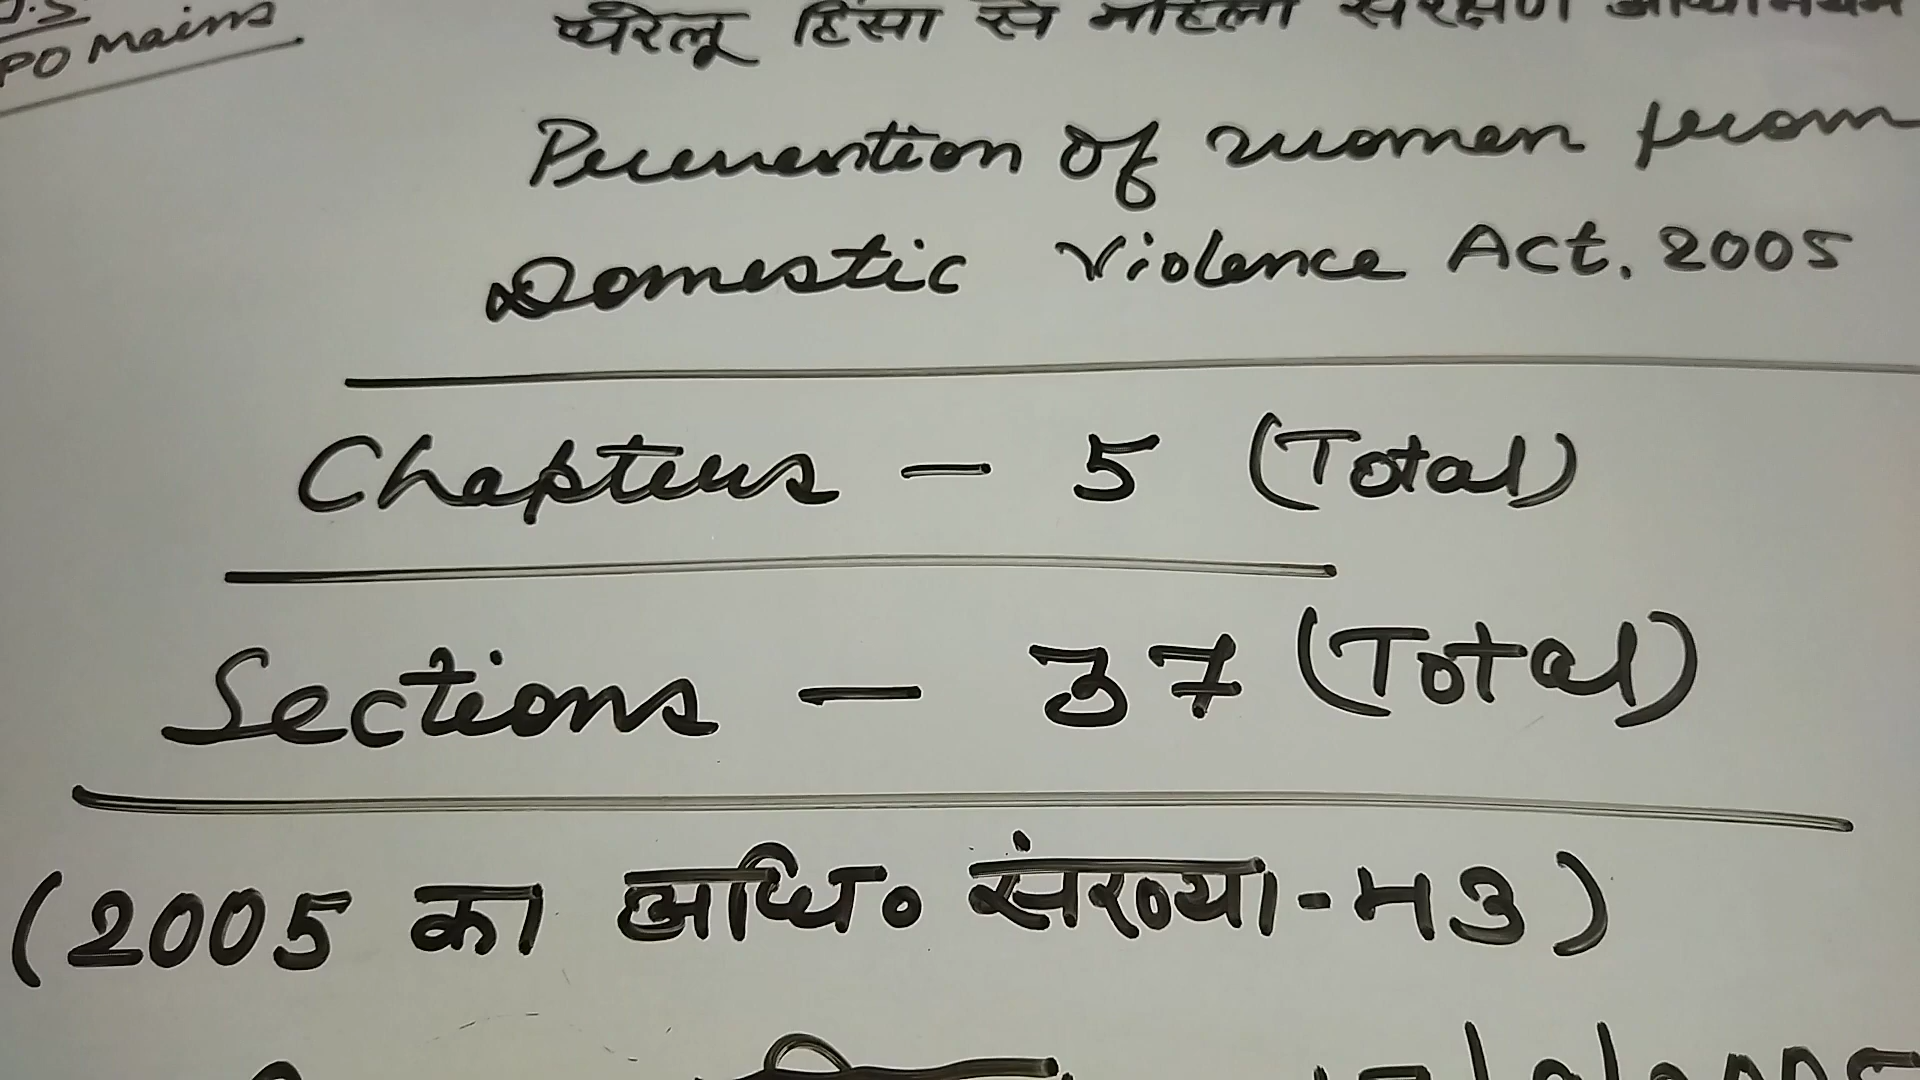 PO Mains
घरेलू हिंसा से महिला संरक्षण अधिनियम
Prevention of women from
Domestic Violence Act. 2005
Chapters - 5 (Total)
Sections - 37 (Total)
(2005 का अधि० संख्या - 43)